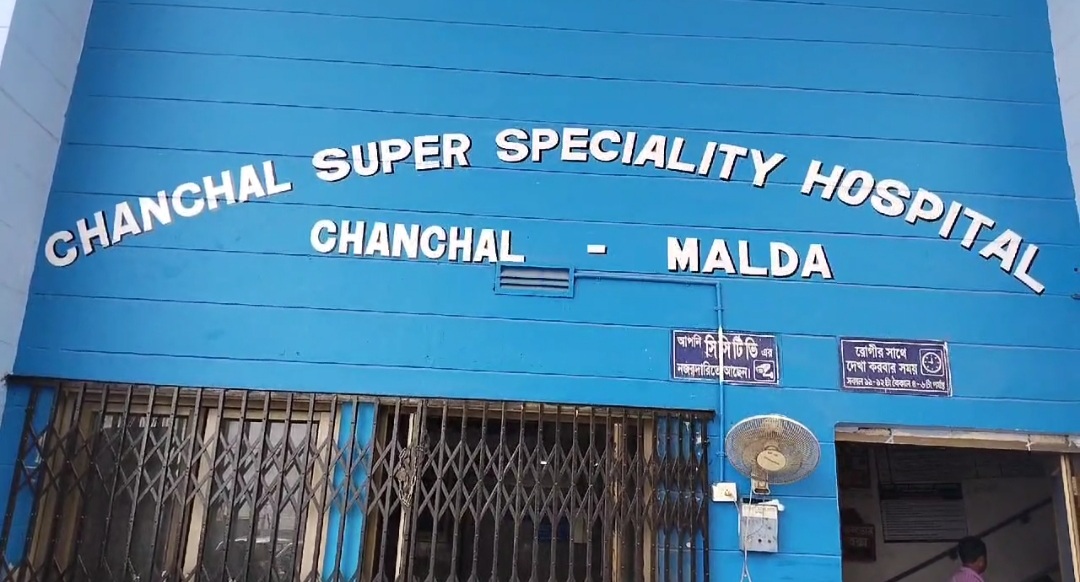 CHANCHAL SUPER SPECIALITY HOSPITAL
CHANCHAL - MALDA
আপনি সি সি টি ভি এর
নজরদারিতে আছেন।
রোগীর সাথে
দেখা করবার সময়